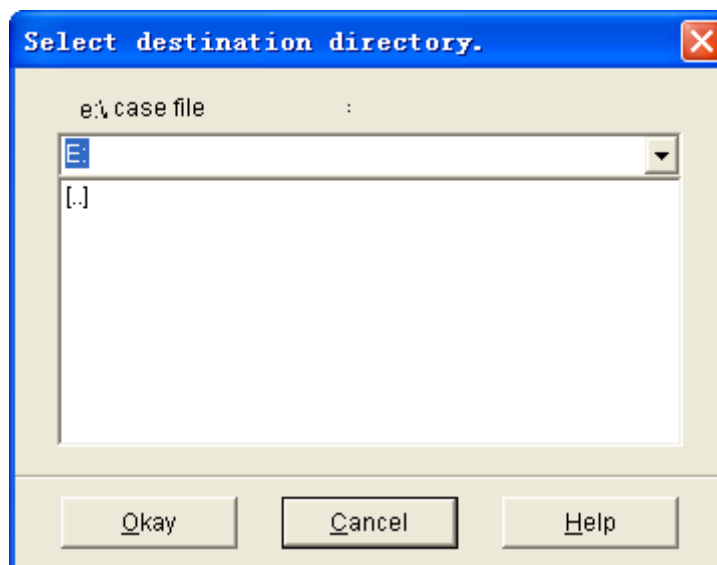 Select destination directory.
e:\ case file :
E:
[..]
Okay Cancel Help